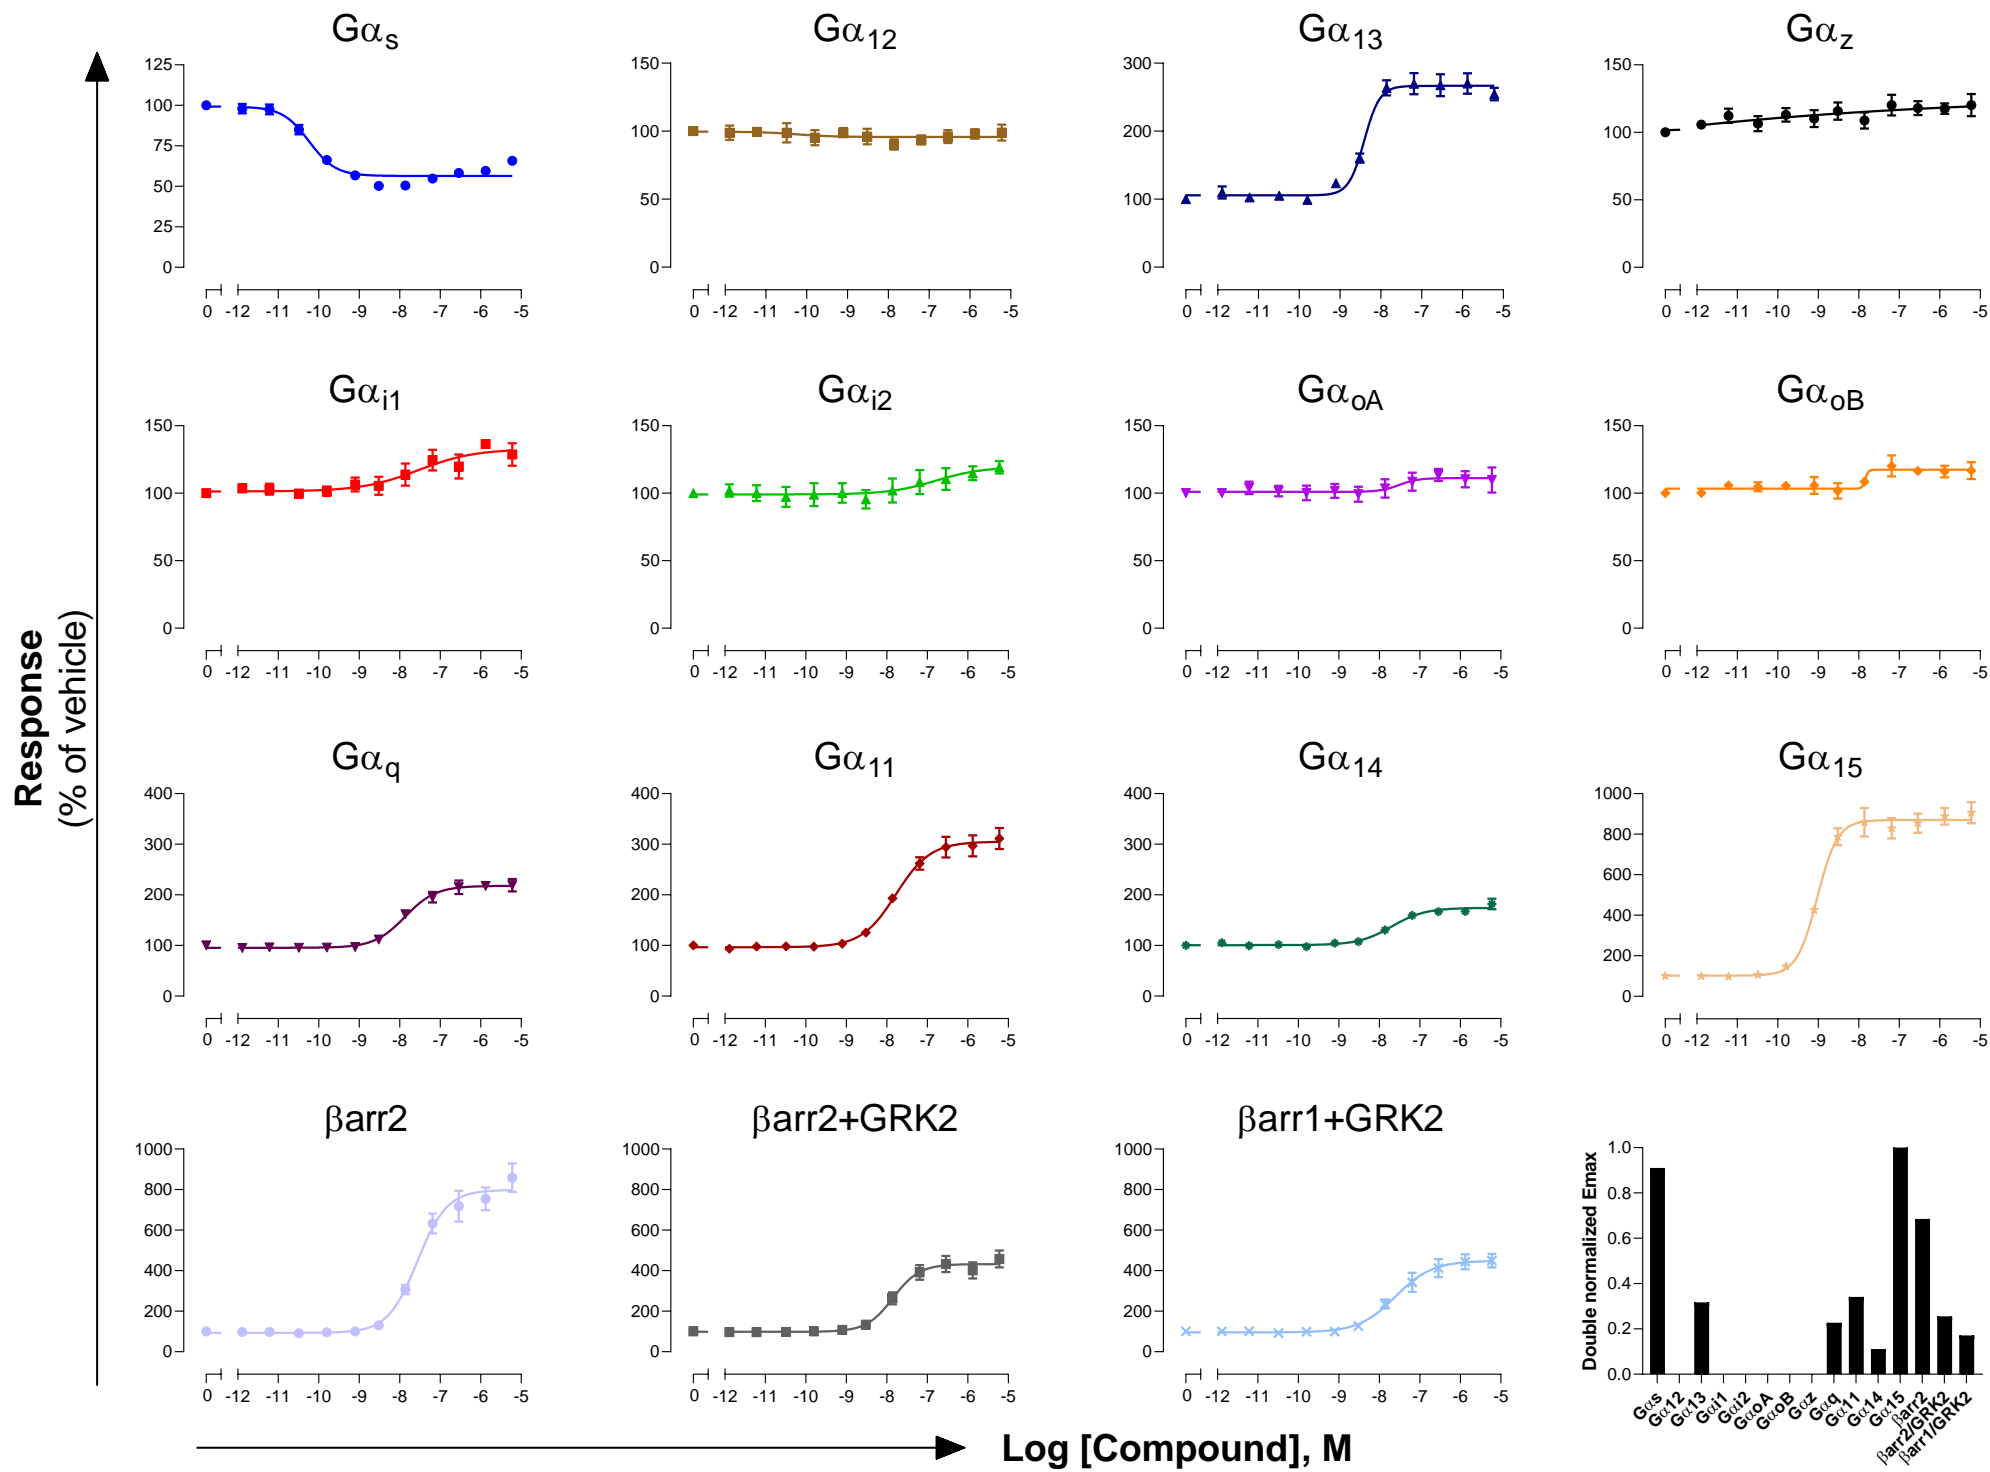 Gαs
125
100
75
50
25
0
0 -12 -11 -10 -9 -8 -7 -6 -5
Gα12
150
100
50
0
0 -12 -11 -10 -9 -8 -7 -6 -5
Gα13
300
200
100
0
0 -12 -11 -10 -9 -8 -7 -6 -5
Gαz
150
100
50
0
0 -12 -11 -10 -9 -8 -7 -6 -5
Gαi1
150
100
50
0
0 -12 -11 -10 -9 -8 -7 -6 -5
Gαi2
150
100
50
0
0 -12 -11 -10 -9 -8 -7 -6 -5
GαoA
150
100
50
0
0 -12 -11 -10 -9 -8 -7 -6 -5
GαoB
150
100
50
0
0 -12 -11 -10 -9 -8 -7 -6 -5
Response
(% of vehicle)
Gαq
400
300
200
100
0
0 -12 -11 -10 -9 -8 -7 -6 -5
Gα11
400
300
200
100
0
0 -12 -11 -10 -9 -8 -7 -6 -5
Gα14
400
300
200
100
0
0 -12 -11 -10 -9 -8 -7 -6 -5
Gα15
1000
800
600
400
200
0
0 -12 -11 -10 -9 -8 -7 -6 -5
βarr2
1000
800
600
400
200
0
0 -12 -11 -10 -9 -8 -7 -6 -5
βarr2+GRK2
1000
800
600
400
200
0
0 -12 -11 -10 -9 -8 -7 -6 -5
βarr1+GRK2
1000
800
600
400
200
0
0 -12 -11 -10 -9 -8 -7 -6 -5
Double normalized Emax
1.0
0.8
0.6
0.4
0.2
0.0
Gαs
Gα12
Gα13
Gαi1
Gαi2
GαoA
GαoB
Gαz
Gαq
Gα11
Gα14
Gα15
βarr2
βarr2/GRK2
βarr1/GRK2
Log [Compound], M